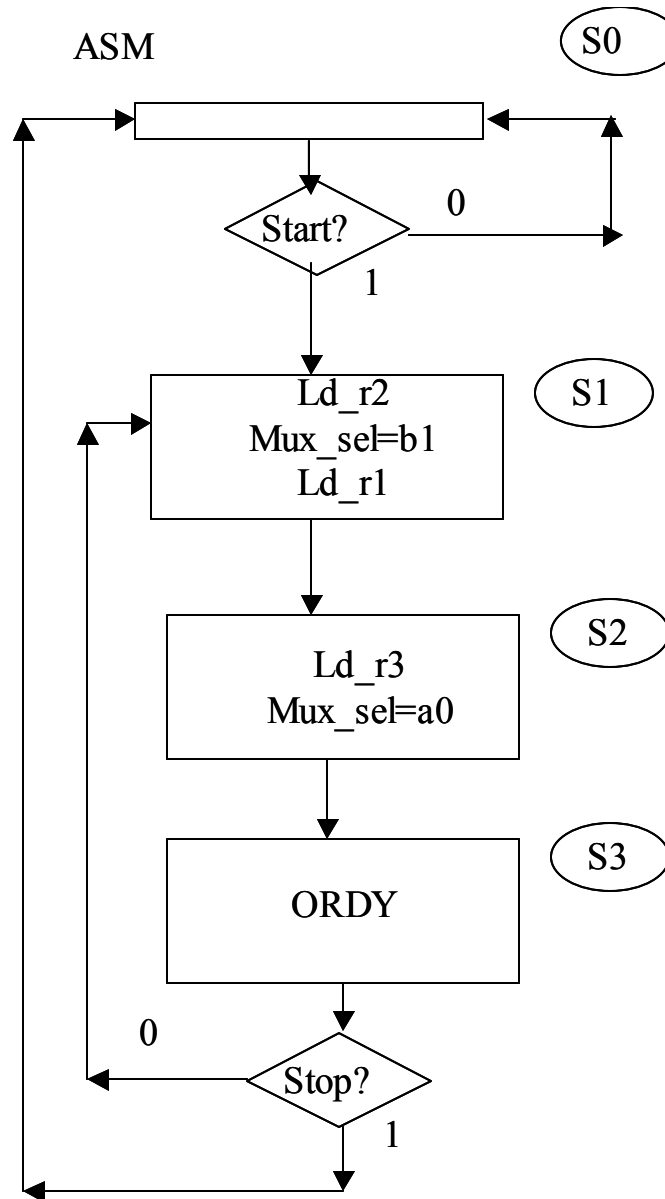 ASM
S0
Start?
0
1
Ld_r2
Mux_sel=b1
Ld_r1
S1
Ld_r3
Mux_sel=a0
S2
ORDY
S3
0
Stop?
1